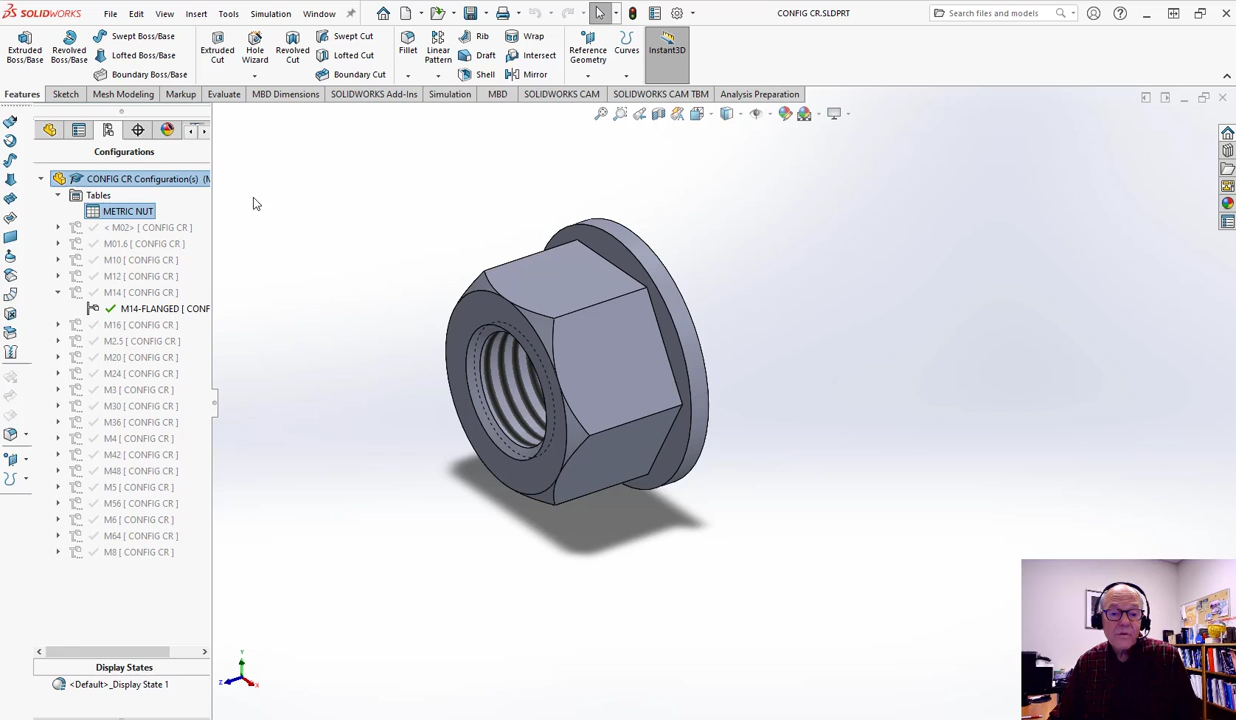 SOLIDWORKS File Edit View Insert Tools Simulation Window CONFIG CR.SLDPRT Search files and models
Extruded Boss/Base
Revolved Boss/Base
Swept Boss/Base
Lofted Boss/Base
Boundary Boss/Base
Extruded Cut
Hole Wizard
Revolved Cut
Swept Cut
Lofted Cut
Boundary Cut
Fillet
Linear Pattern
Rib
Draft
Shell
Wrap
Intersect
Mirror
Reference Geometry
Curves
Instant3D
Features Sketch Mesh Modeling Markup Evaluate MBD Dimensions SOLIDWORKS Add-Ins Simulation MBD SOLIDWORKS CAM SOLIDWORKS CAM TBM Analysis Preparation
Configurations
CONFIG CR Configuration(s) (M
Tables
METRIC NUT
< M02> [ CONFIG CR ]
M01.6 [ CONFIG CR ]
M10 [ CONFIG CR ]
M12 [ CONFIG CR ]
M14 [ CONFIG CR ]
M14-FLANGED [ CONF
M16 [ CONFIG CR ]
M2.5 [ CONFIG CR ]
M20 [ CONFIG CR ]
M24 [ CONFIG CR ]
M3 [ CONFIG CR ]
M30 [ CONFIG CR ]
M36 [ CONFIG CR ]
M4 [ CONFIG CR ]
M42 [ CONFIG CR ]
M48 [ CONFIG CR ]
M5 [ CONFIG CR ]
M56 [ CONFIG CR ]
M6 [ CONFIG CR ]
M64 [ CONFIG CR ]
M8 [ CONFIG CR ]
Display States
<Default>_Display State 1
Y
Z X